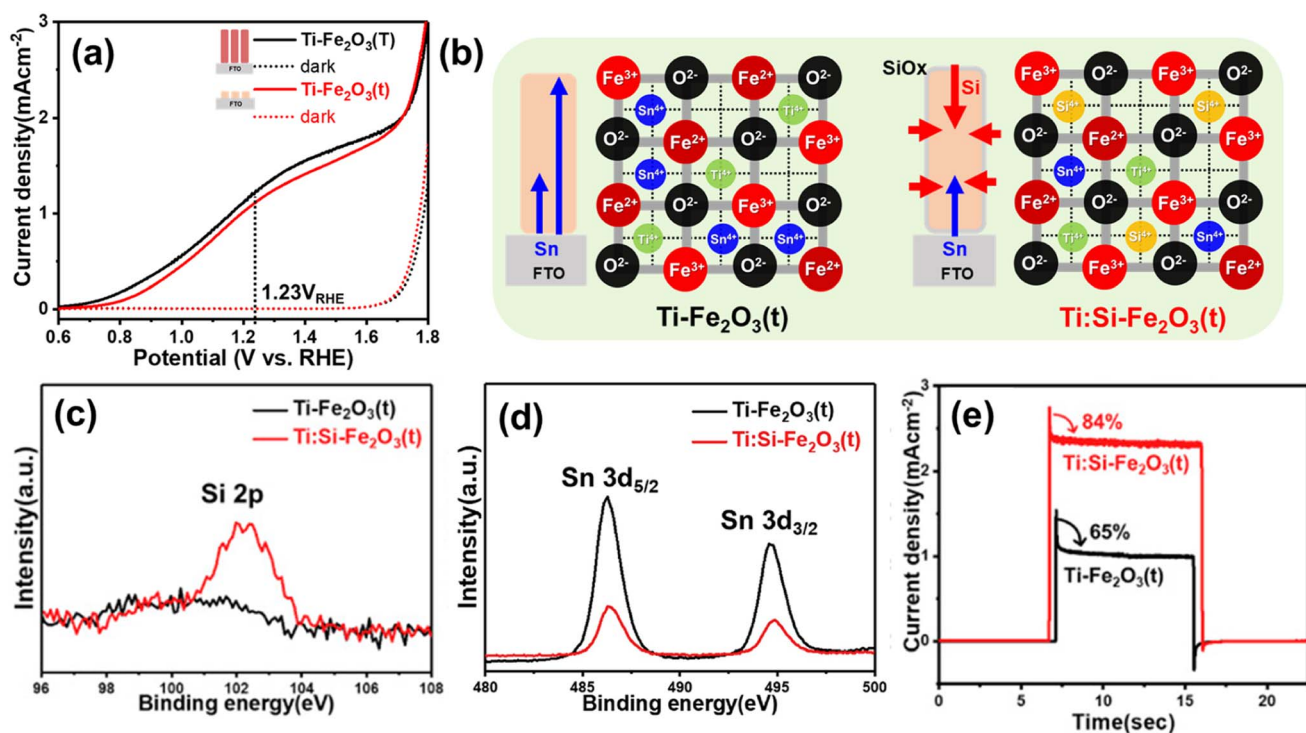 (a)
Current density(mAcm⁻²)
3
2
1
0
0.6 0.8 1.0 1.2 1.4 1.6 1.8
Potential (V vs. RHE)
FTO
Ti-Fe₂O₃(T)
dark
FTO
Ti-Fe₂O₃(t)
dark
1.23V_RHE
(b)
Sn
FTO
Fe³⁺ O²⁻ Fe²⁺ O²⁻
Sn⁴⁺ Ti⁴⁺
O²⁻ Fe²⁺ O²⁻ Fe³⁺
Sn⁴⁺ Ti⁴⁺
Fe²⁺ O²⁻ Fe³⁺ O²⁻
Ti⁴⁺ Sn⁴⁺ Sn⁴⁺
O²⁻ Fe³⁺ O²⁻ Fe²⁺
Ti-Fe₂O₃(t)
SiOx
Si
Sn
FTO
Fe³⁺ O²⁻ Fe²⁺ O²⁻
Si⁴⁺ Si⁴⁺
O²⁻ Fe²⁺ O²⁻ Fe³⁺
Sn⁴⁺ Ti⁴⁺
Fe²⁺ O²⁻ Fe³⁺ O²⁻
Ti⁴⁺ Si⁴⁺ Sn⁴⁺
O²⁻ Fe³⁺ O²⁻ Fe²⁺
Ti:Si-Fe₂O₃(t)
(c)
Ti-Fe₂O₃(t)
Ti:Si-Fe₂O₃(t)
Si 2p
Intensity(a.u.)
96 98 100 102 104 106 108
Binding energy(eV)
(d)
Ti-Fe₂O₃(t)
Ti:Si-Fe₂O₃(t)
Sn 3d₅/₂
Sn 3d₃/₂
Intensity(a.u.)
480 485 490 495 500
Binding energy(eV)
(e)
Current density(mAcm⁻²)
3
2
1
0
84%
Ti:Si-Fe₂O₃(t)
65%
Ti-Fe₂O₃(t)
0 5 10 15 20
Time(sec)